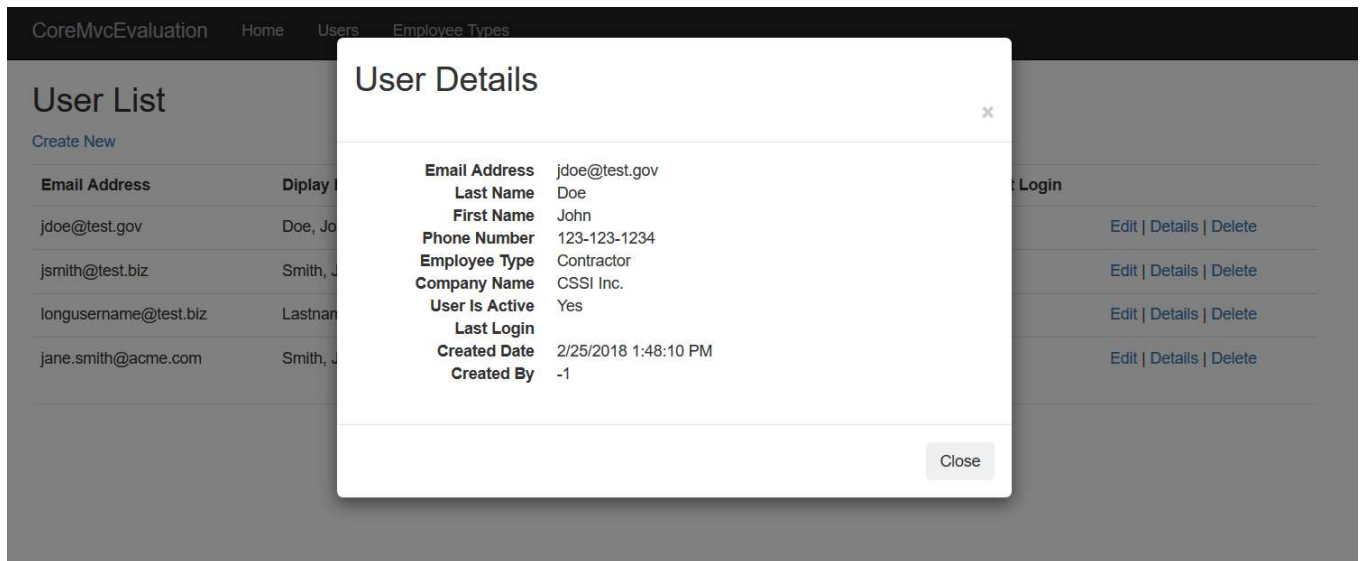 CoreMvcEvaluation Home Users Employee Types
User List
Create New
Email Address Diplay
jdoe@test.gov Doe, Jo
jsmith@test.biz Smith, J
longusername@test.biz Lastnam
jane.smith@acme.com Smith, J
User Details
×
Email Address jdoe@test.gov
Last Name Doe
First Name John
Phone Number 123-123-1234
Employee Type Contractor
Company Name CSSI Inc.
User Is Active Yes
Last Login
Created Date 2/25/2018 1:48:10 PM
Created By -1
Close
Login
Edit | Details | Delete
Edit | Details | Delete
Edit | Details | Delete
Edit | Details | Delete